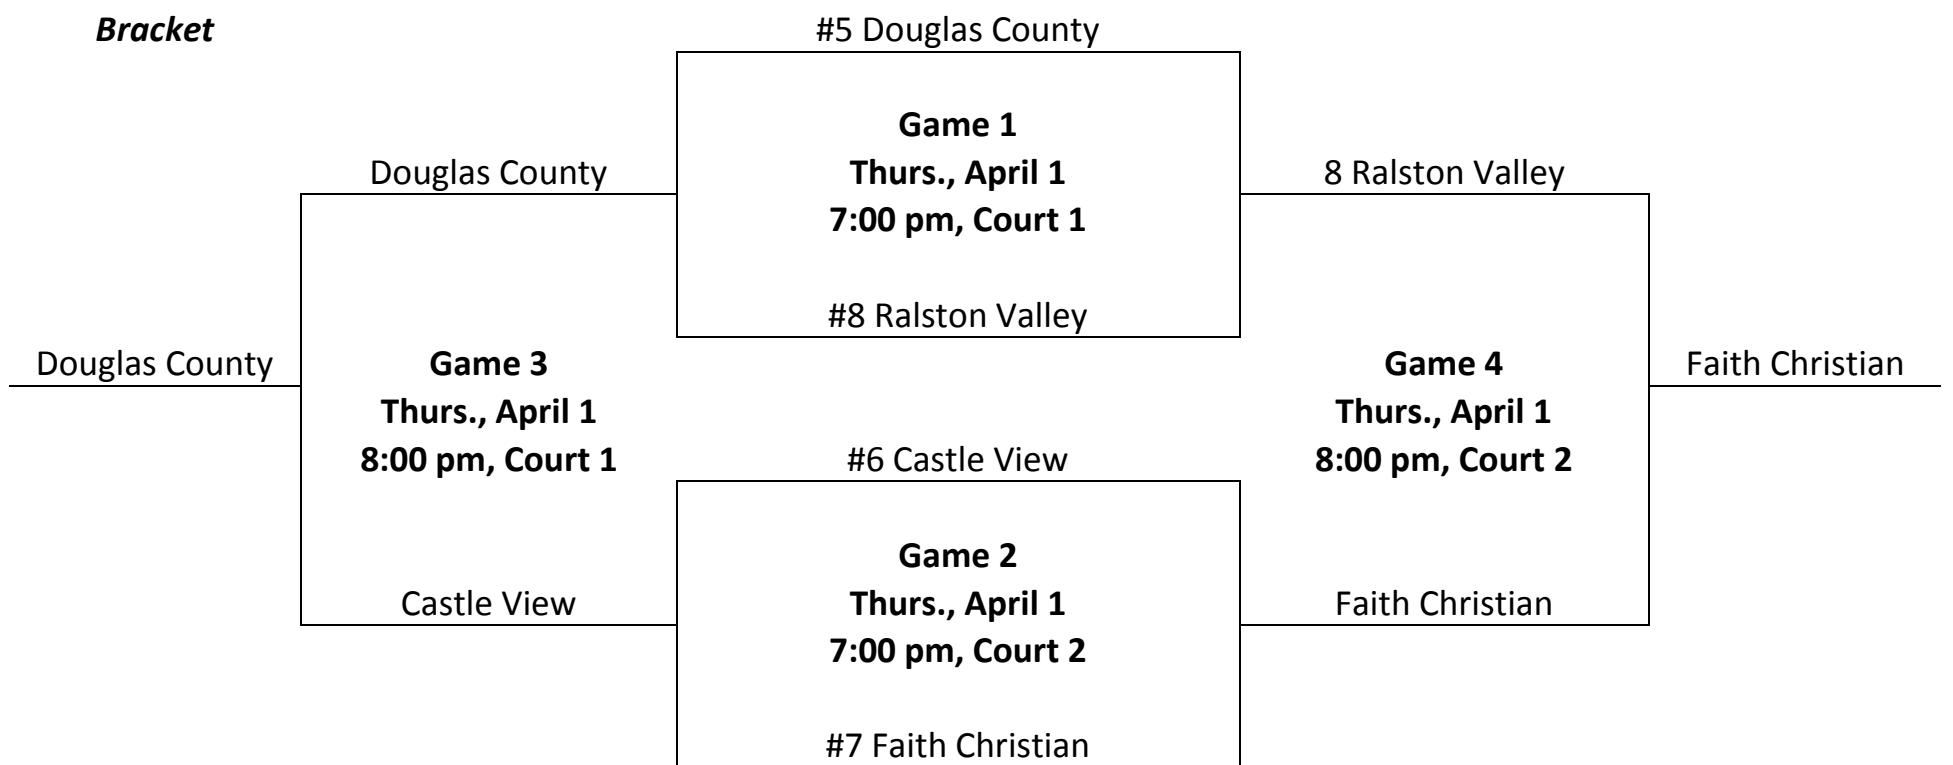 Bracket
#5 Douglas County
Game 1
Thurs., April 1
7:00 pm, Court 1
Douglas County
8 Ralston Valley
#8 Ralston Valley
Douglas County
Game 3
Thurs., April 1
8:00 pm, Court 1
Game 4
Thurs., April 1
8:00 pm, Court 2
Faith Christian
#6 Castle View
Game 2
Thurs., April 1
7:00 pm, Court 2
Castle View
Faith Christian
#7 Faith Christian